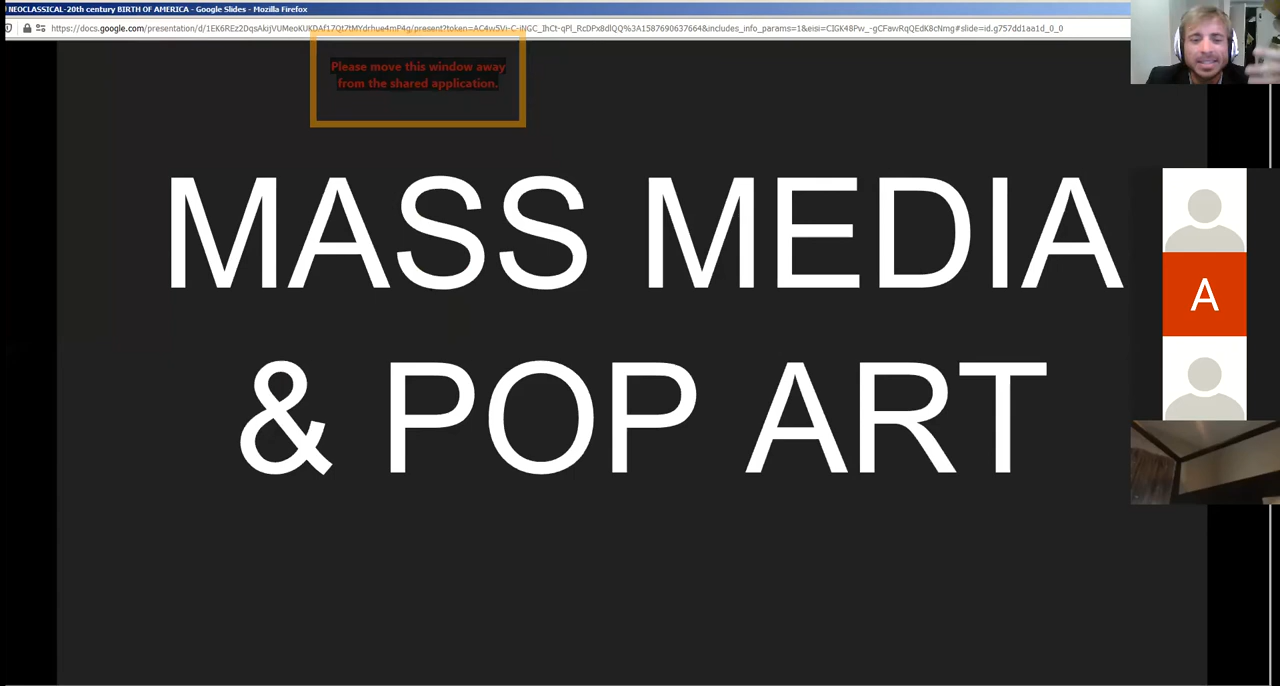 NEOCLASSICAL-20th century BIRTH OF AMERICA - Google Slides - Mozilla Firefox
Please move this window away
from the shared application.
MASS MEDIA
& POP ART
A